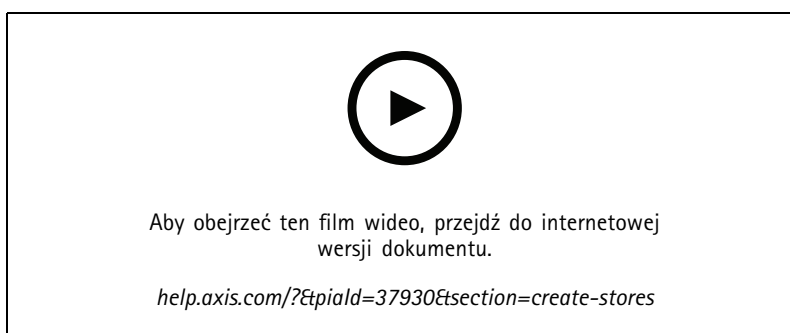 Aby obejrzeć ten film wideo, przejdź do internetowej
wersji dokumentu.
help.axis.com/?&piaId=37930&section=create-stores